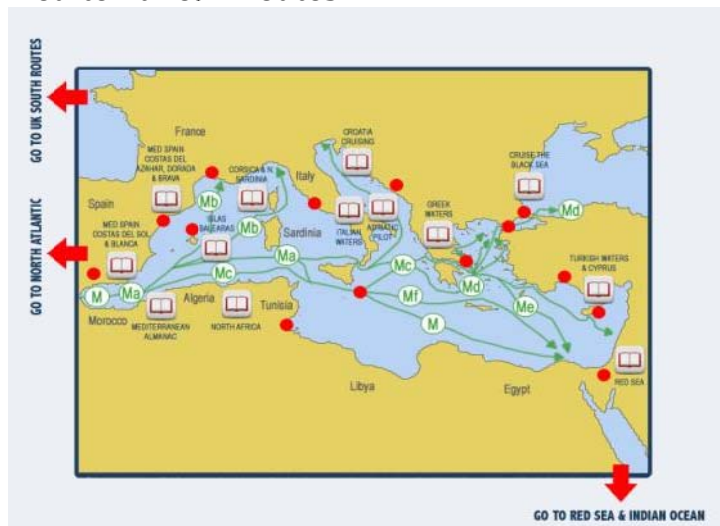 GO TO UK SOUTH ROUTES
GO TO NORTH ATLANTIC
France
CROATIA
CRUISING
MED SPAIN
COSTAS DEL
AZAHAR, DORADA
& BRAVA
CORSICA & N.
SARDINIA
Italy
CRUISE THE
BLACK SEA
Spain
Mb
Mb
ISLAS
BALEARAS
GREEK
WATERS
Md
MED SPAIN
COSTAS DEL SOL
& BLANCA
Sardinia
ITALIAN
WATERS
ADRIATIC
PILOT
Ma
Mc
Mc
TURKISH WATERS
& CYPRUS
M
Ma
Algeria
Tunisia
Mf
Md
Me
Morocco
MEDITERRANEAN
ALMANAC
NORTH AFRICA
M
Libya
Egypt
RED SEA
GO TO RED SEA & INDIAN OCEAN